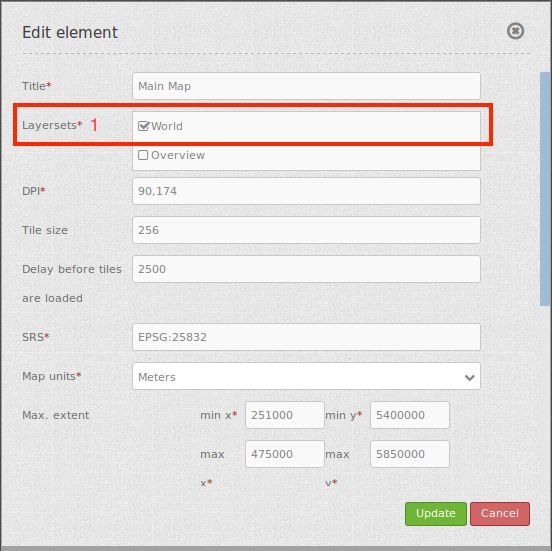 Edit element
Title* Main Map
Layersets* 1 World
Overview
DPI* 90,174
Tile size 256
Delay before tiles 2500
are loaded
SRS* EPSG:25832
Map units* Meters
Max. extent min x* 251000 min y* 5400000
max 475000 max 5850000
x* y*
Update Cancel